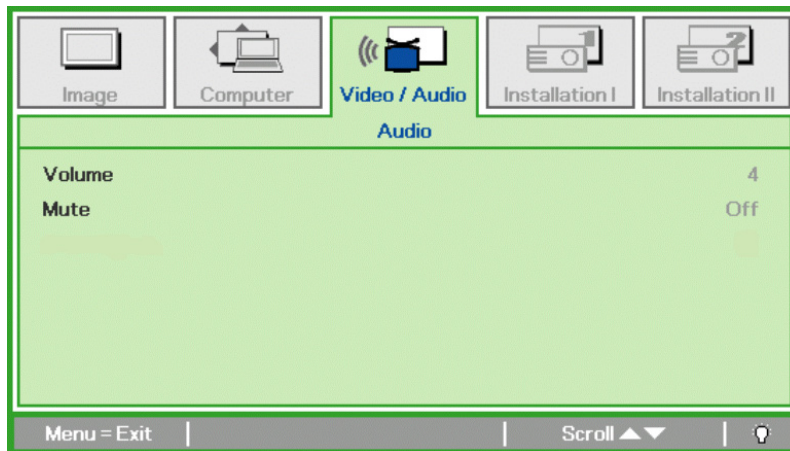 Image
Computer
Video / Audio
Installation I
Installation II
Audio
Volume 4
Mute Off
Menu = Exit Scroll ▲▼